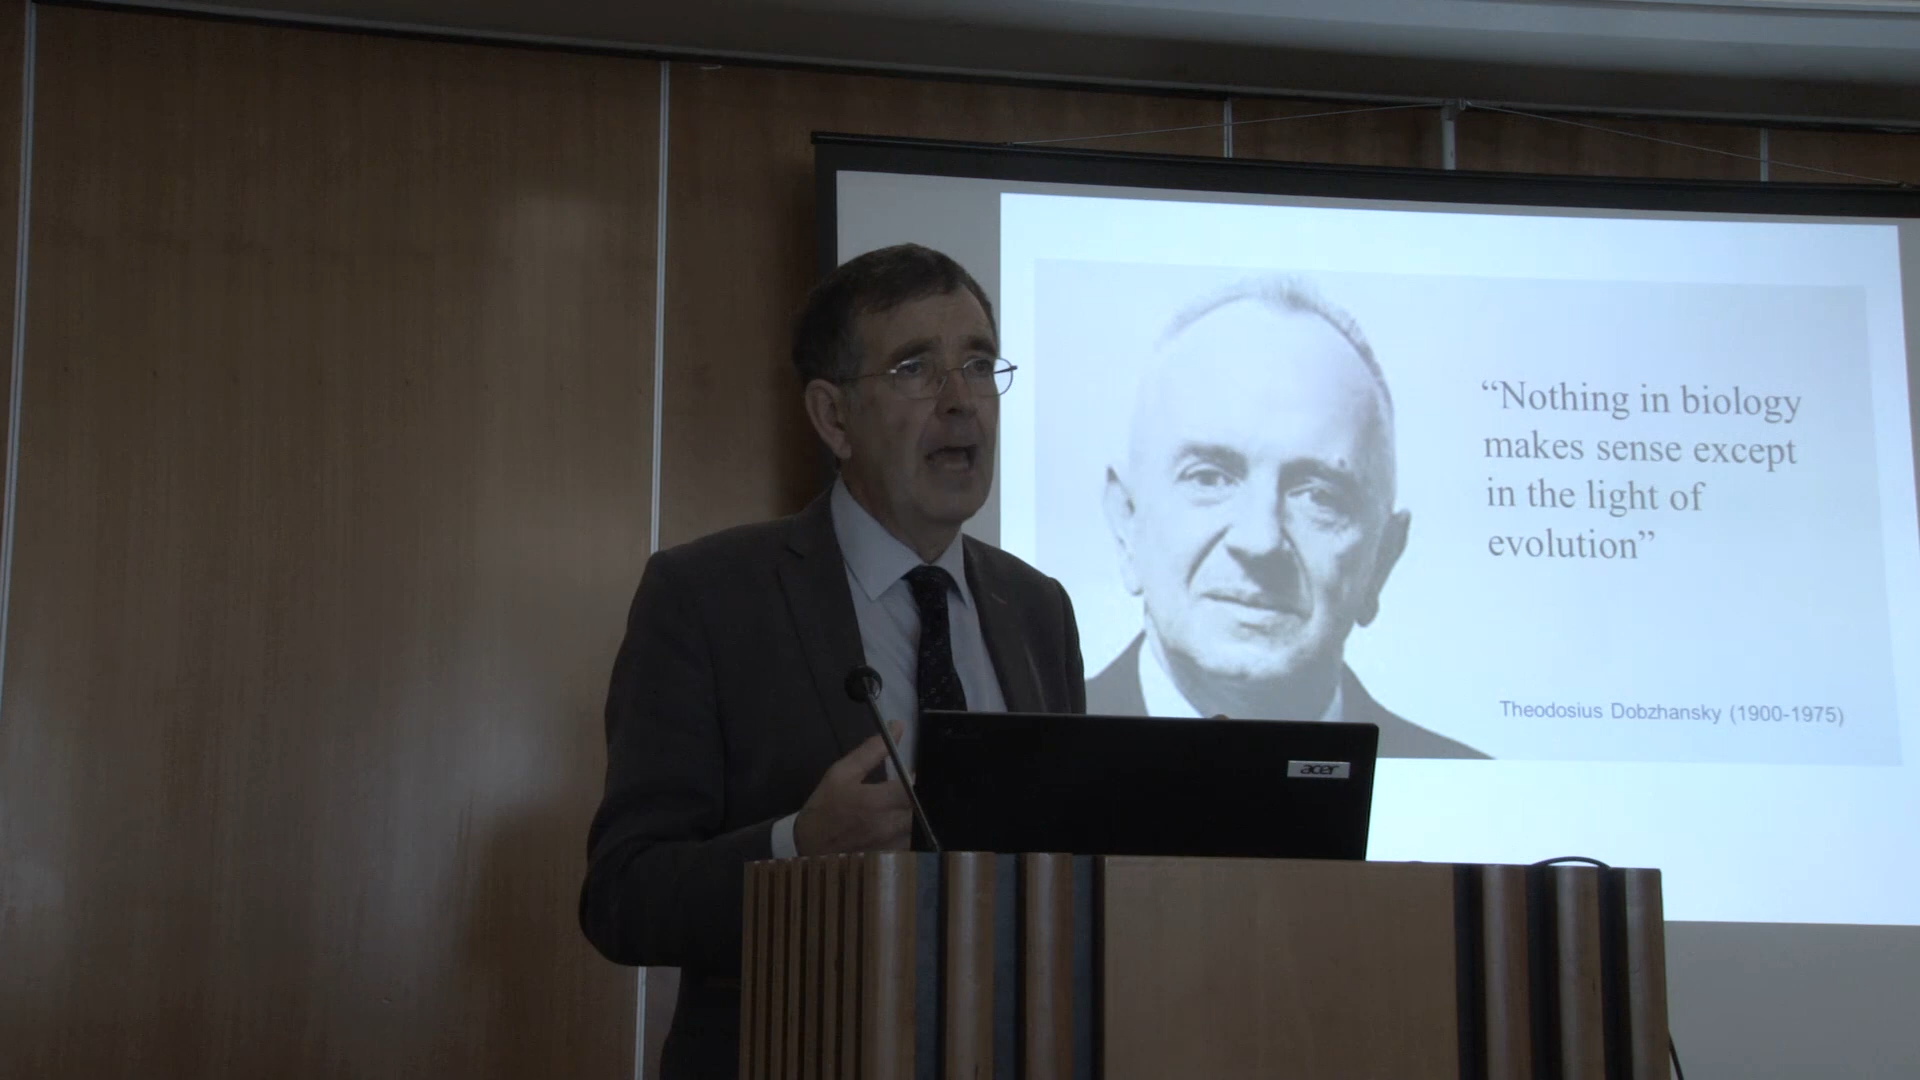 “Nothing in biology
makes sense except
in the light of
evolution”
Theodosius Dobzhansky (1900-1975)
acer